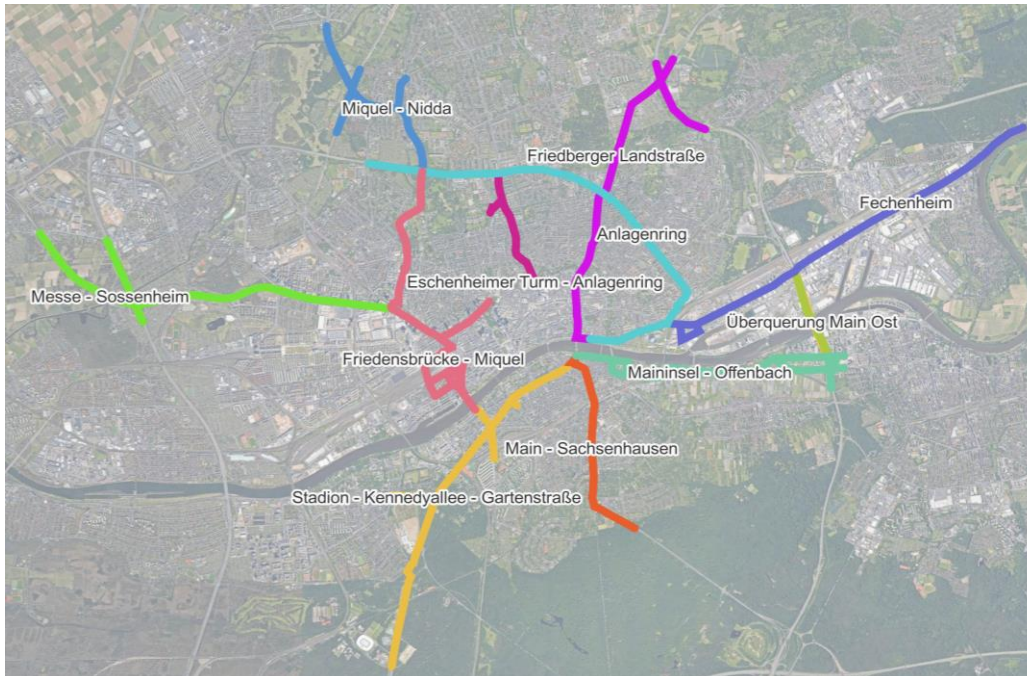 Miquel - Nidda
Friedberger Landstraße
Fechenheim
Anlagenring
Eschenheimer Turm - Anlagenring
Messe - Sossenheim
Überquerung Main Ost
Friedensbrücke - Miquel
Maininsel - Offenbach
Main - Sachsenhausen
Stadion - Kennedyallee - Gartenstraße